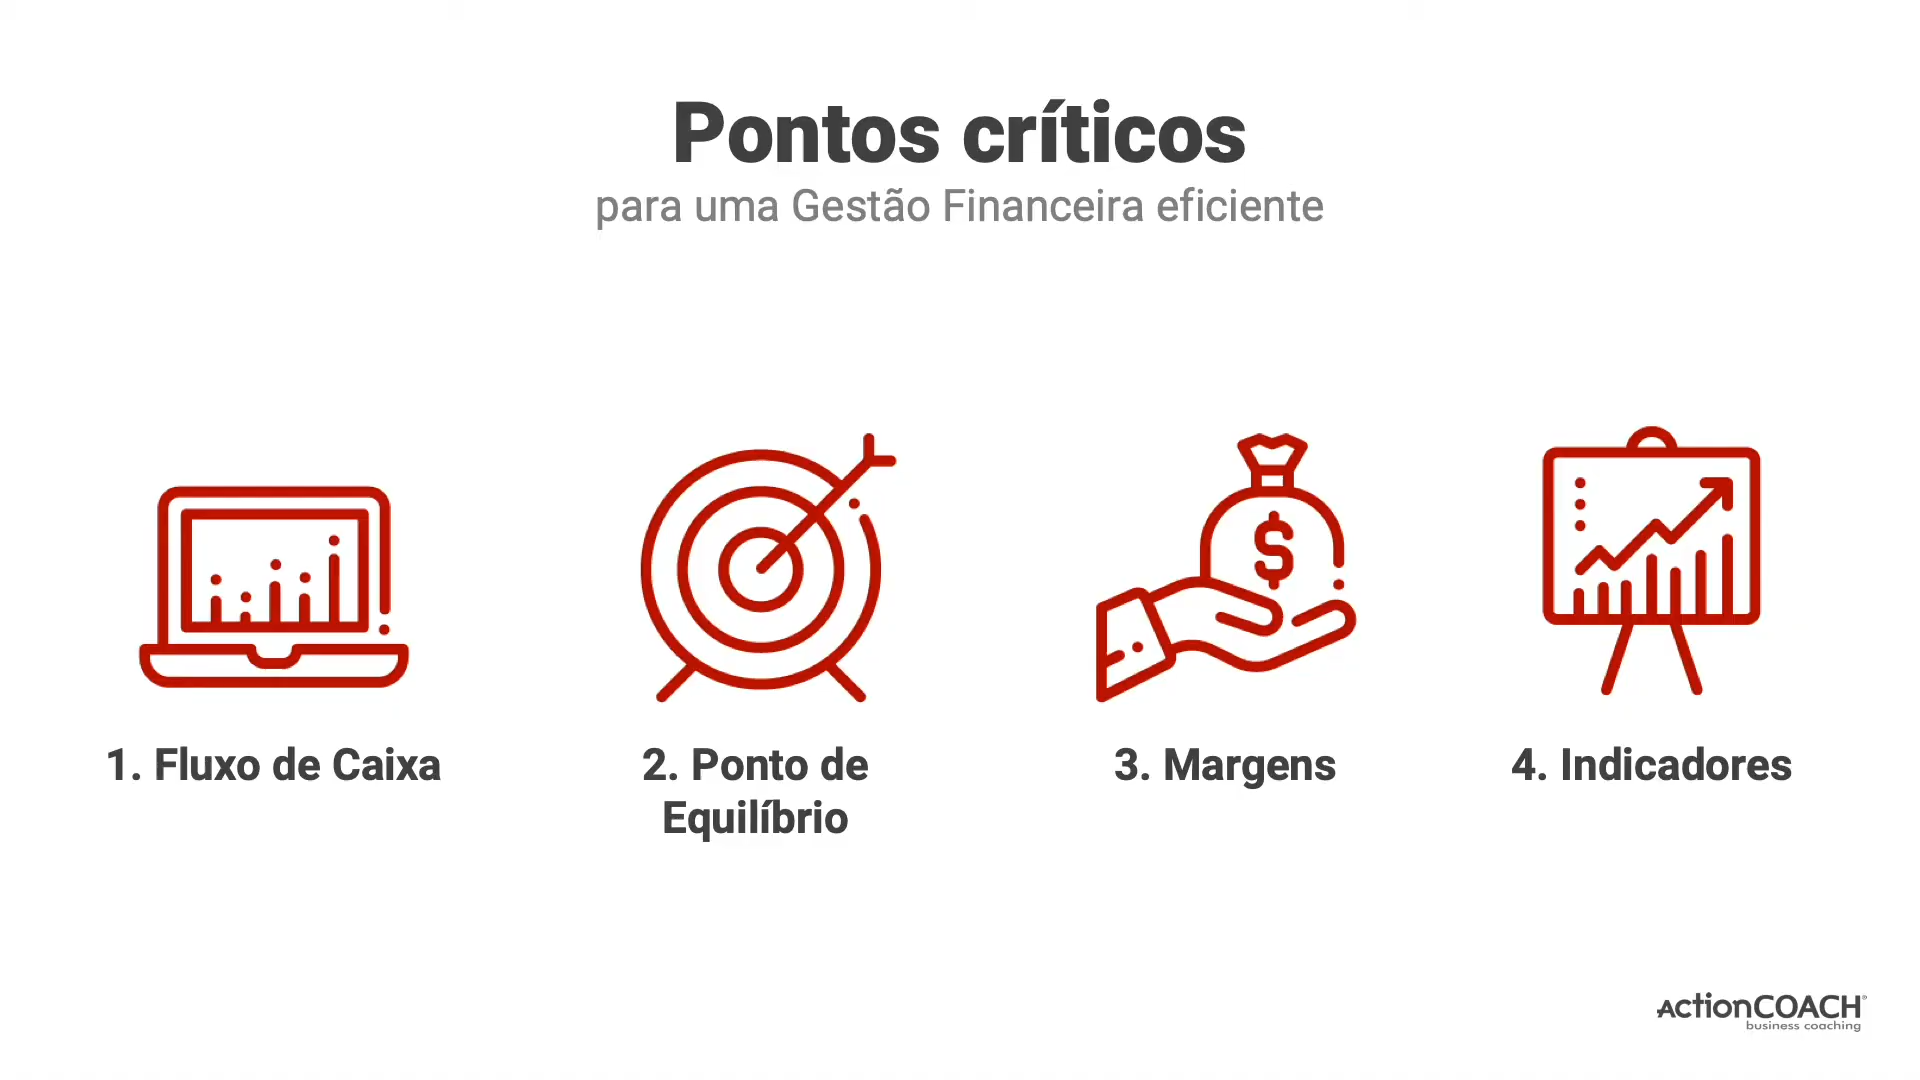 Pontos críticos
para uma Gestão Financeira eficiente
$
1. Fluxo de Caixa
2. Ponto de
Equilíbrio
3. Margens
4. Indicadores
ActionCOACH®
business coaching